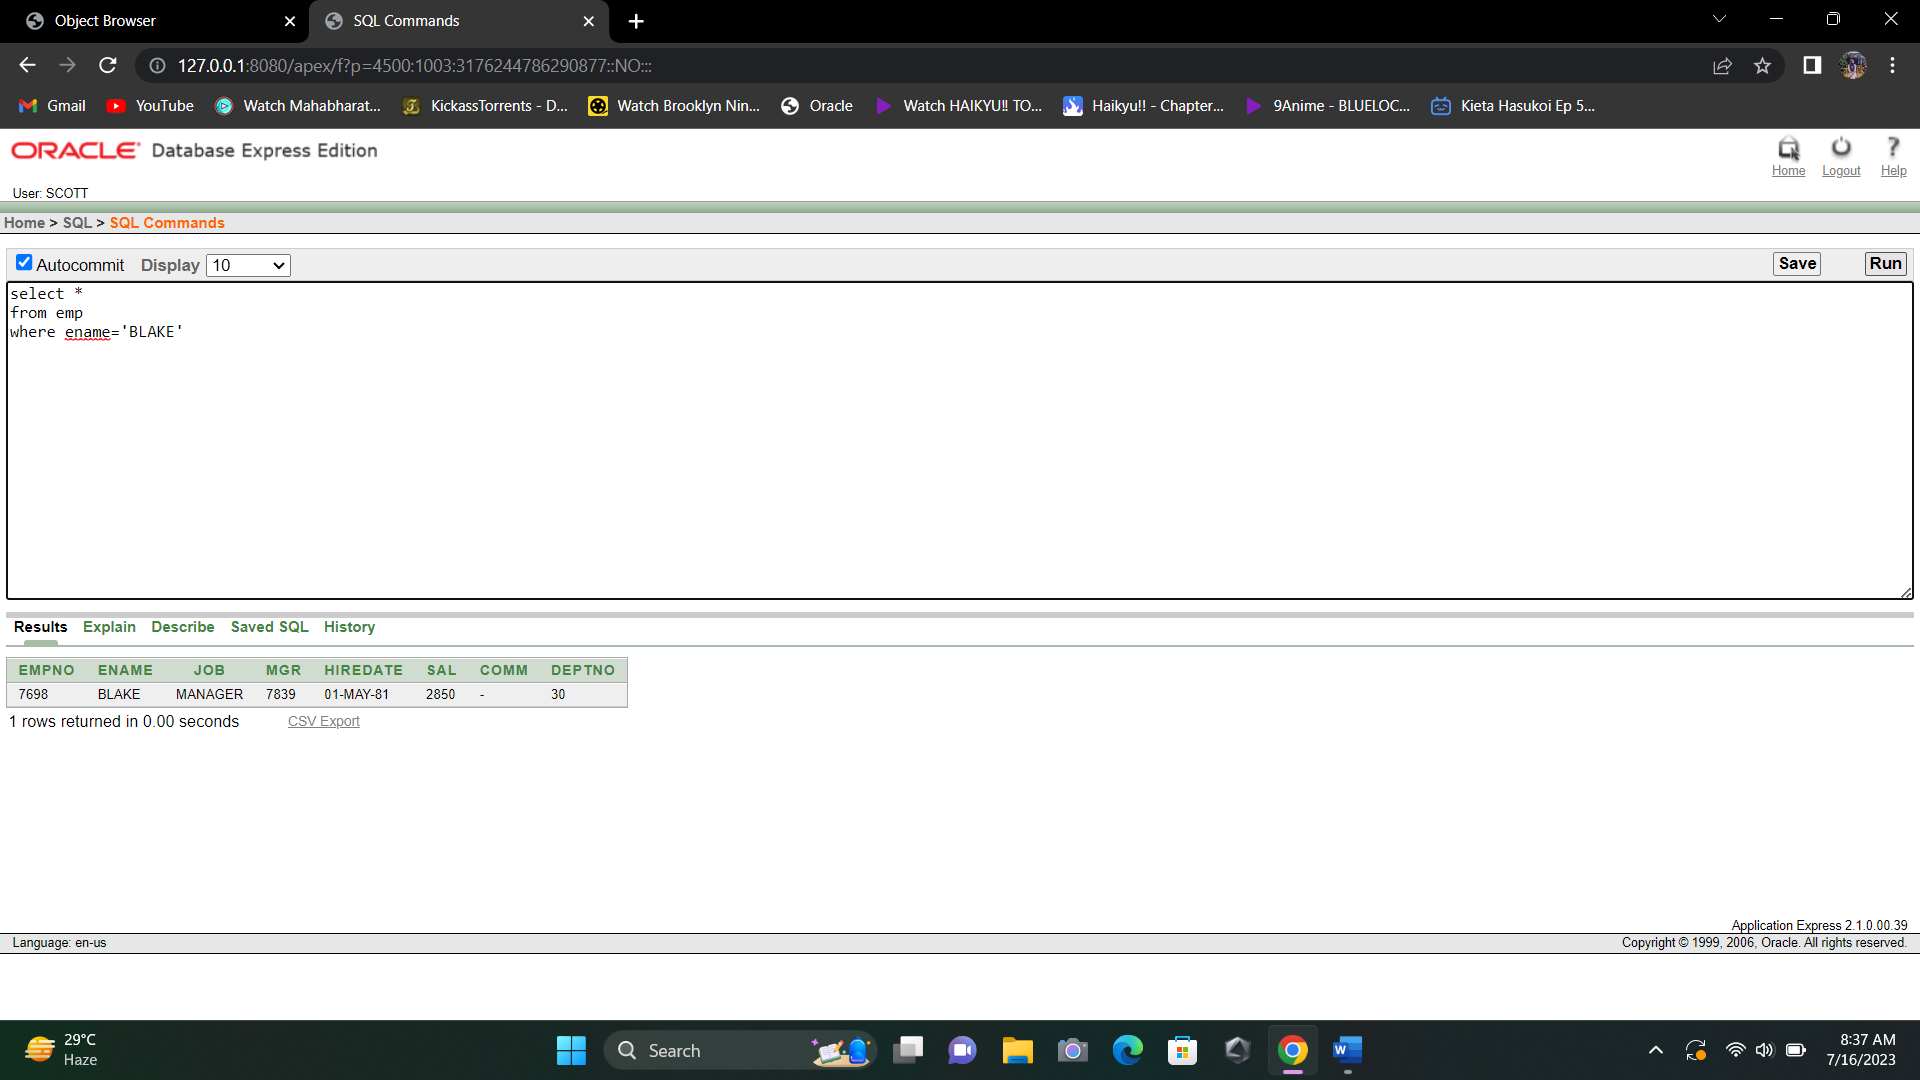 Object Browser
SQL Commands
127.0.0.1:8080/apex/f?p=4500:1003:3176244786290877::NO:::
Gmail
YouTube
Watch Mahabharat...
KickassTorrents - D...
Watch Brooklyn Nin...
Oracle
Watch HAIKYU!! TO...
Haikyu!! - Chapter...
9Anime - BLUELOC...
Kieta Hasukoi Ep 5...
ORACLE Database Express Edition
Home
Logout
Help
User: SCOTT
Home > SQL > SQL Commands
Autocommit Display 10
Save
Run
select *
from emp
where ename='BLAKE'
Results Explain Describe Saved SQL History
EMPNO ENAME JOB MGR HIREDATE SAL COMM DEPTNO
7698 BLAKE MANAGER 7839 01-MAY-81 2850 - 30
1 rows returned in 0.00 seconds CSV Export
Application Express 2.1.0.00.39
Language: en-us
Copyright © 1999, 2006, Oracle. All rights reserved.
29°C
Haze
Search
8:37 AM
7/16/2023